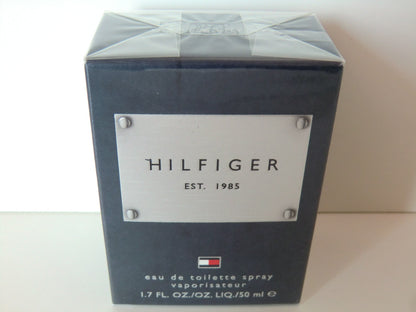 HILFIGER
EST. 1985
eau de toilette spray
vaporisateur
1.7 FL. OZ./OZ. LIQ./50 ml ℮